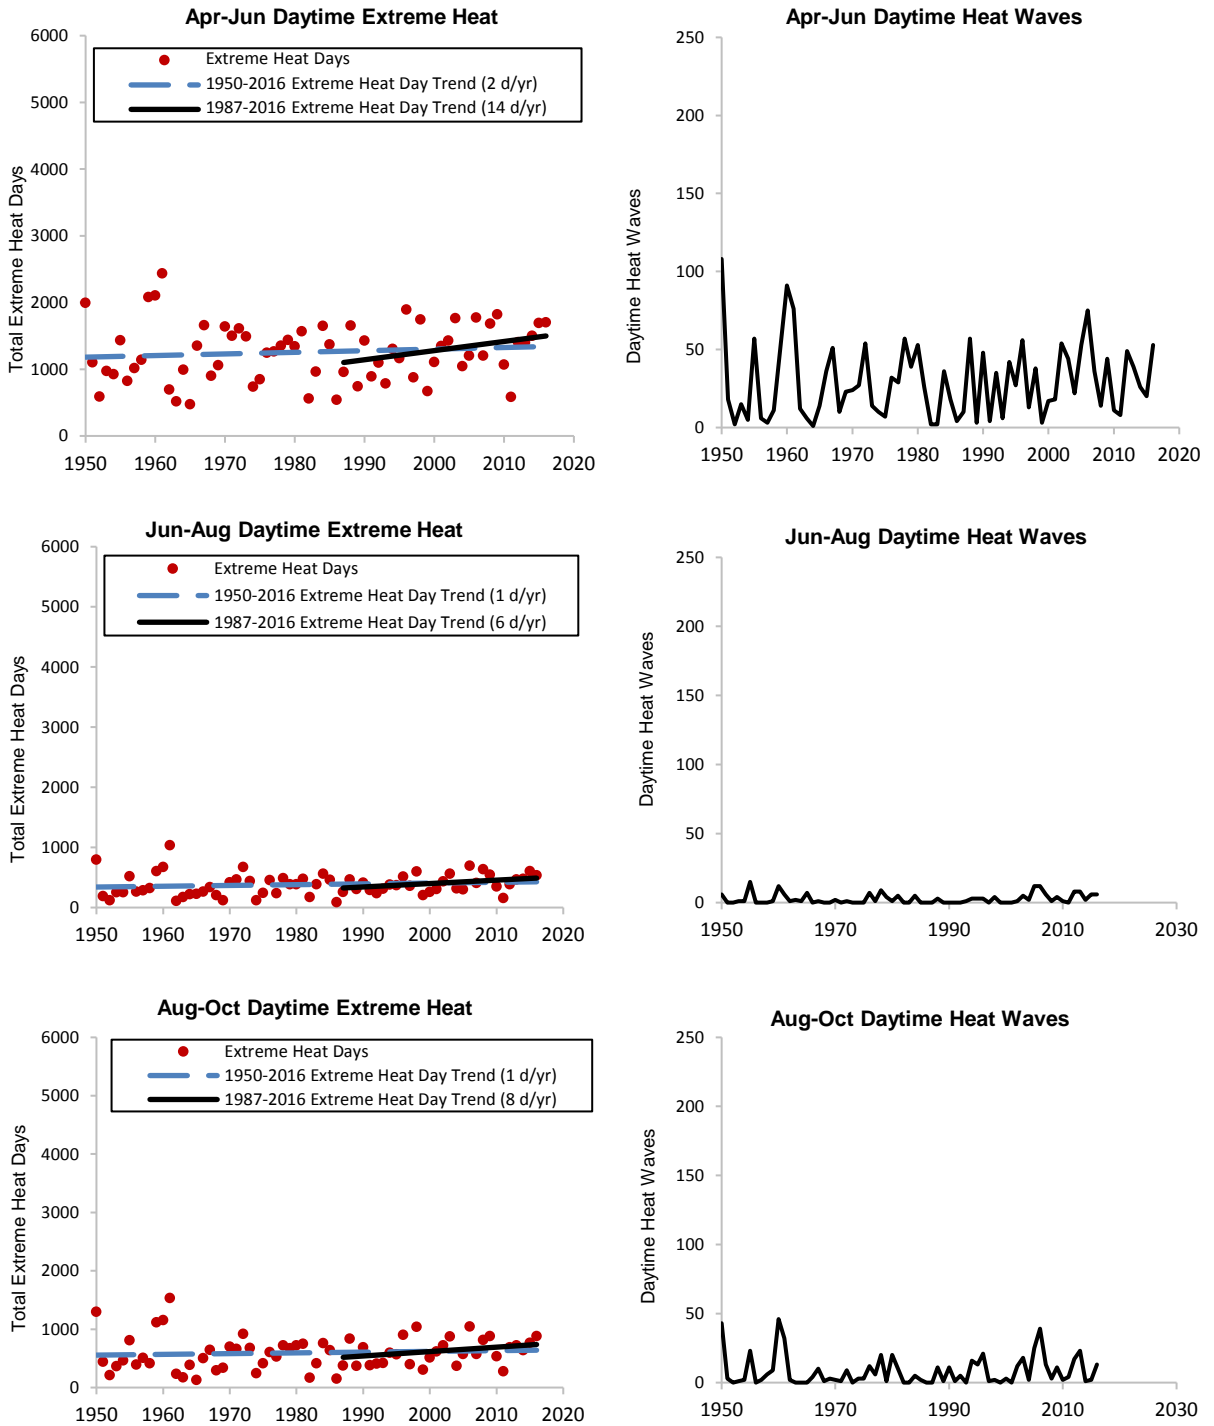 Apr-Jun Daytime Extreme Heat
6000
5000
4000
3000
2000
1000
0
Total Extreme Heat Days
Extreme Heat Days
1950-2016 Extreme Heat Day Trend (2 d/yr)
1987-2016 Extreme Heat Day Trend (14 d/yr)
1950 1960 1970 1980 1990 2000 2010 2020
Apr-Jun Daytime Heat Waves
250
200
150
100
50
0
Daytime Heat Waves
1950 1960 1970 1980 1990 2000 2010 2020
Jun-Aug Daytime Extreme Heat
6000
5000
4000
3000
2000
1000
0
Total Extreme Heat Days
Extreme Heat Days
1950-2016 Extreme Heat Day Trend (1 d/yr)
1987-2016 Extreme Heat Day Trend (6 d/yr)
1950 1960 1970 1980 1990 2000 2010 2020
Jun-Aug Daytime Heat Waves
250
200
150
100
50
0
Daytime Heat Waves
1950 1970 1990 2010 2030
Aug-Oct Daytime Extreme Heat
6000
5000
4000
3000
2000
1000
0
Total Extreme Heat Days
Extreme Heat Days
1950-2016 Extreme Heat Day Trend (1 d/yr)
1987-2016 Extreme Heat Day Trend (8 d/yr)
1950 1960 1970 1980 1990 2000 2010 2020
Aug-Oct Daytime Heat Waves
250
200
150
100
50
0
Daytime Heat Waves
1950 1970 1990 2010 2030